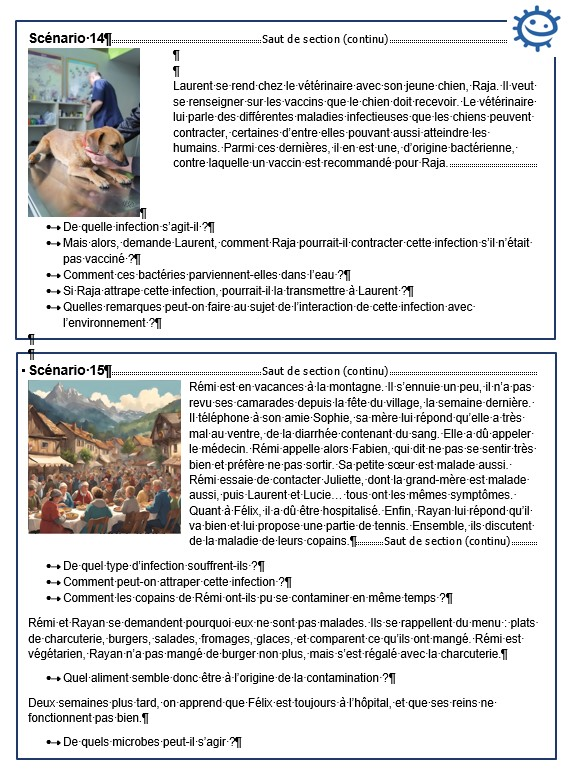 Scénario 14
Saut de section (continu)
Laurent se rend chez le vétérinaire avec son jeune chien, Raja. Il veut
se renseigner sur les vaccins que le chien doit recevoir. Le vétérinaire
lui parle des différentes maladies infectieuses que les chiens peuvent
contracter, certaines d’entre elles pouvant aussi atteindre les
humains. Parmi ces dernières, il en est une, d’origine bactérienne,
contre laquelle un vaccin est recommandé pour Raja.
De quelle infection s’agit-il ?
Mais alors, demande Laurent, comment Raja pourrait-il contracter cette infection s’il n’était
pas vacciné ?
Comment ces bactéries parviennent-elles dans l’eau ?
Si Raja attrape cette infection, pourrait-il la transmettre à Laurent ?
Quelles remarques peut-on faire au sujet de l’interaction de cette infection avec
l’environnement ?
Scénario 15
Saut de section (continu)
Rémi est en vacances à la montagne. Il s’ennuie un peu, il n’a pas
revu ses camarades depuis la fête du village, la semaine dernière.
Il téléphone à son amie Sophie, sa mère lui répond qu’elle a très
mal au ventre, de la diarrhée contenant du sang. Elle a dû appeler
le médecin. Rémi appelle alors Fabien, qui dit ne pas se sentir très
bien et préfère ne pas sortir. Sa petite sœur est malade aussi.
Rémi essaie de contacter Juliette, dont la grand-mère est malade
aussi, puis Laurent et Lucie… tous ont les mêmes symptômes.
Quant à Félix, il a dû être hospitalisé. Enfin, Rayan lui répond qu’il
va bien et lui propose une partie de tennis. Ensemble, ils discutent
de la maladie de leurs copains.
Saut de section (continu)
De quel type d’infection souffrent-ils ?
Comment peut-on attraper cette infection ?
Comment les copains de Rémi ont-ils pu se contaminer en même temps ?
Rémi et Rayan se demandent pourquoi eux ne sont pas malades. Ils se rappellent du menu : plats
de charcuterie, burgers, salades, fromages, glaces, et comparent ce qu’ils ont mangé. Rémi est
végétarien, Rayan n’a pas mangé de burger non plus, mais s’est régalé avec la charcuterie.
Quel aliment semble donc être à l’origine de la contamination ?
Deux semaines plus tard, on apprend que Félix est toujours à l’hôpital, et que ses reins ne
fonctionnent pas bien.
De quels microbes peut-il s’agir ?